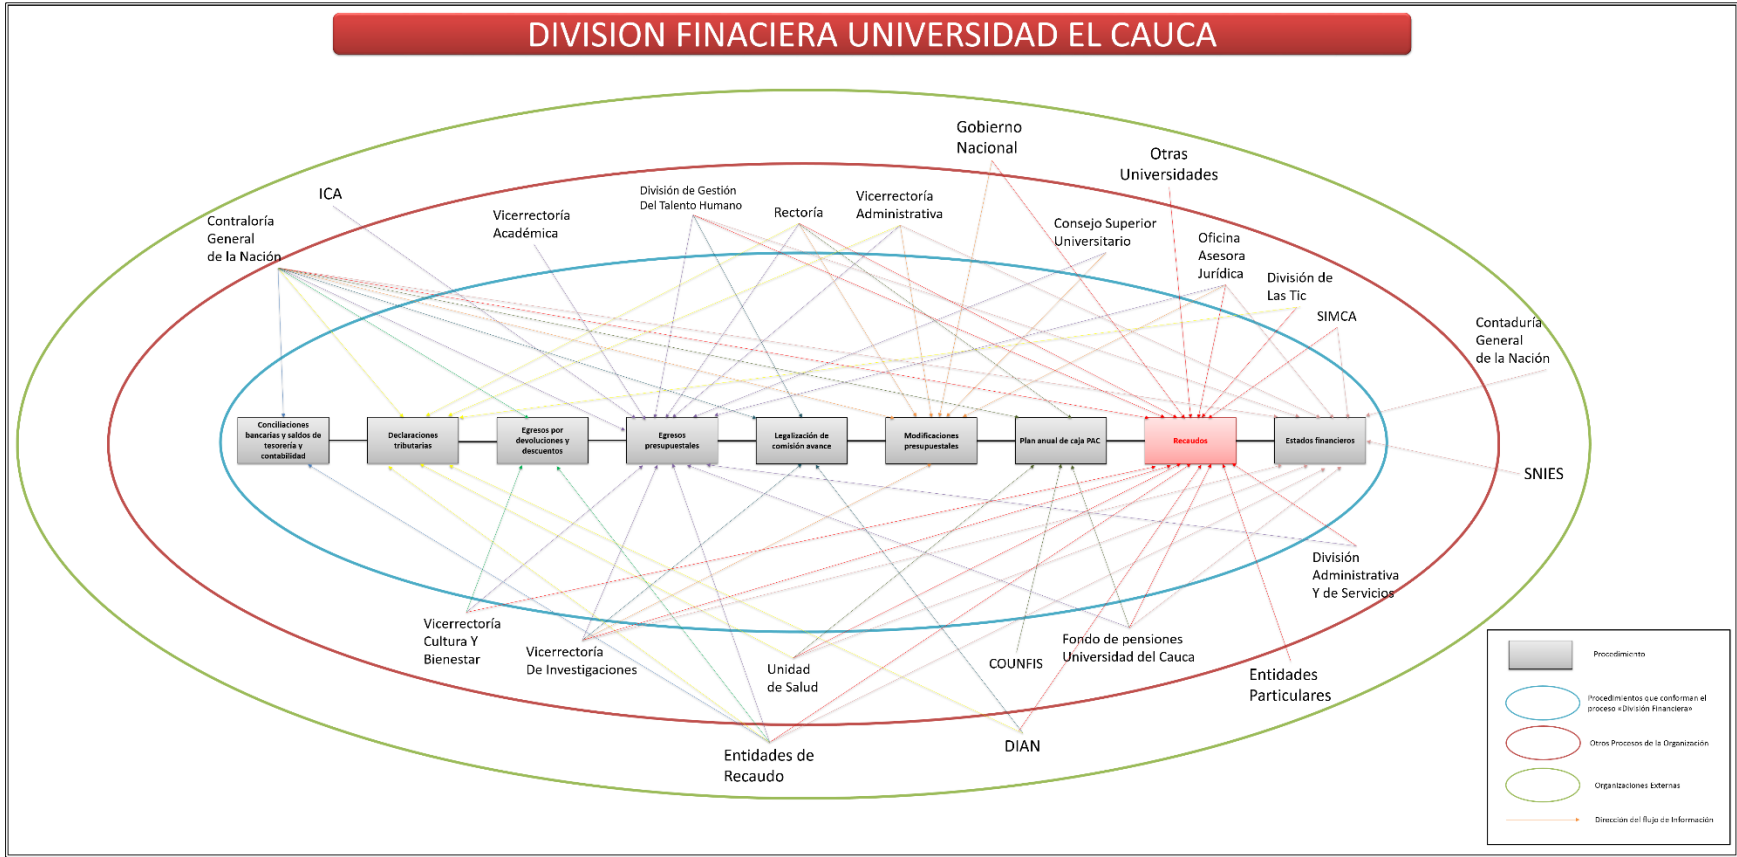 DIVISION FINACIERA UNIVERSIDAD EL CAUCA
Gobierno
Nacional
Otras
Universidades
ICA
Contraloría
General
de la Nación
Vicerrectoría
Académica
División de Gestión
Del Talento Humano
Rectoría
Vicerrectoría
Administrativa
Consejo Superior
Universitario
Oficina
Asesora
Jurídica
División de
Las Tic
SIMCA
Contaduría
General
de la Nación
Conciliaciones
bancarias y saldos de
tesorería y
contabilidad
Declaraciones
tributarias
Egresos por
devoluciones y
descuentos
Egresos
presupuestales
Legalización de
comisión avance
Modificaciones
presupuestales
Plan anual de caja PAC
Recaudos
Estados financieros
SNIES
Vicerrectoría
Cultura Y
Bienestar
Vicerrectoría
De Investigaciones
Unidad
de Salud
COUNFIS
Fondo de pensiones
Universidad del Cauca
División
Administrativa
Y de Servicios
Entidades
Particulares
Entidades de
Recaudo
DIAN
Procedimiento
Procedimientos que conforman el
proceso «División Financiera»
Otros Procesos de la Organización
Organizaciones Externas
Dirección del flujo de Información